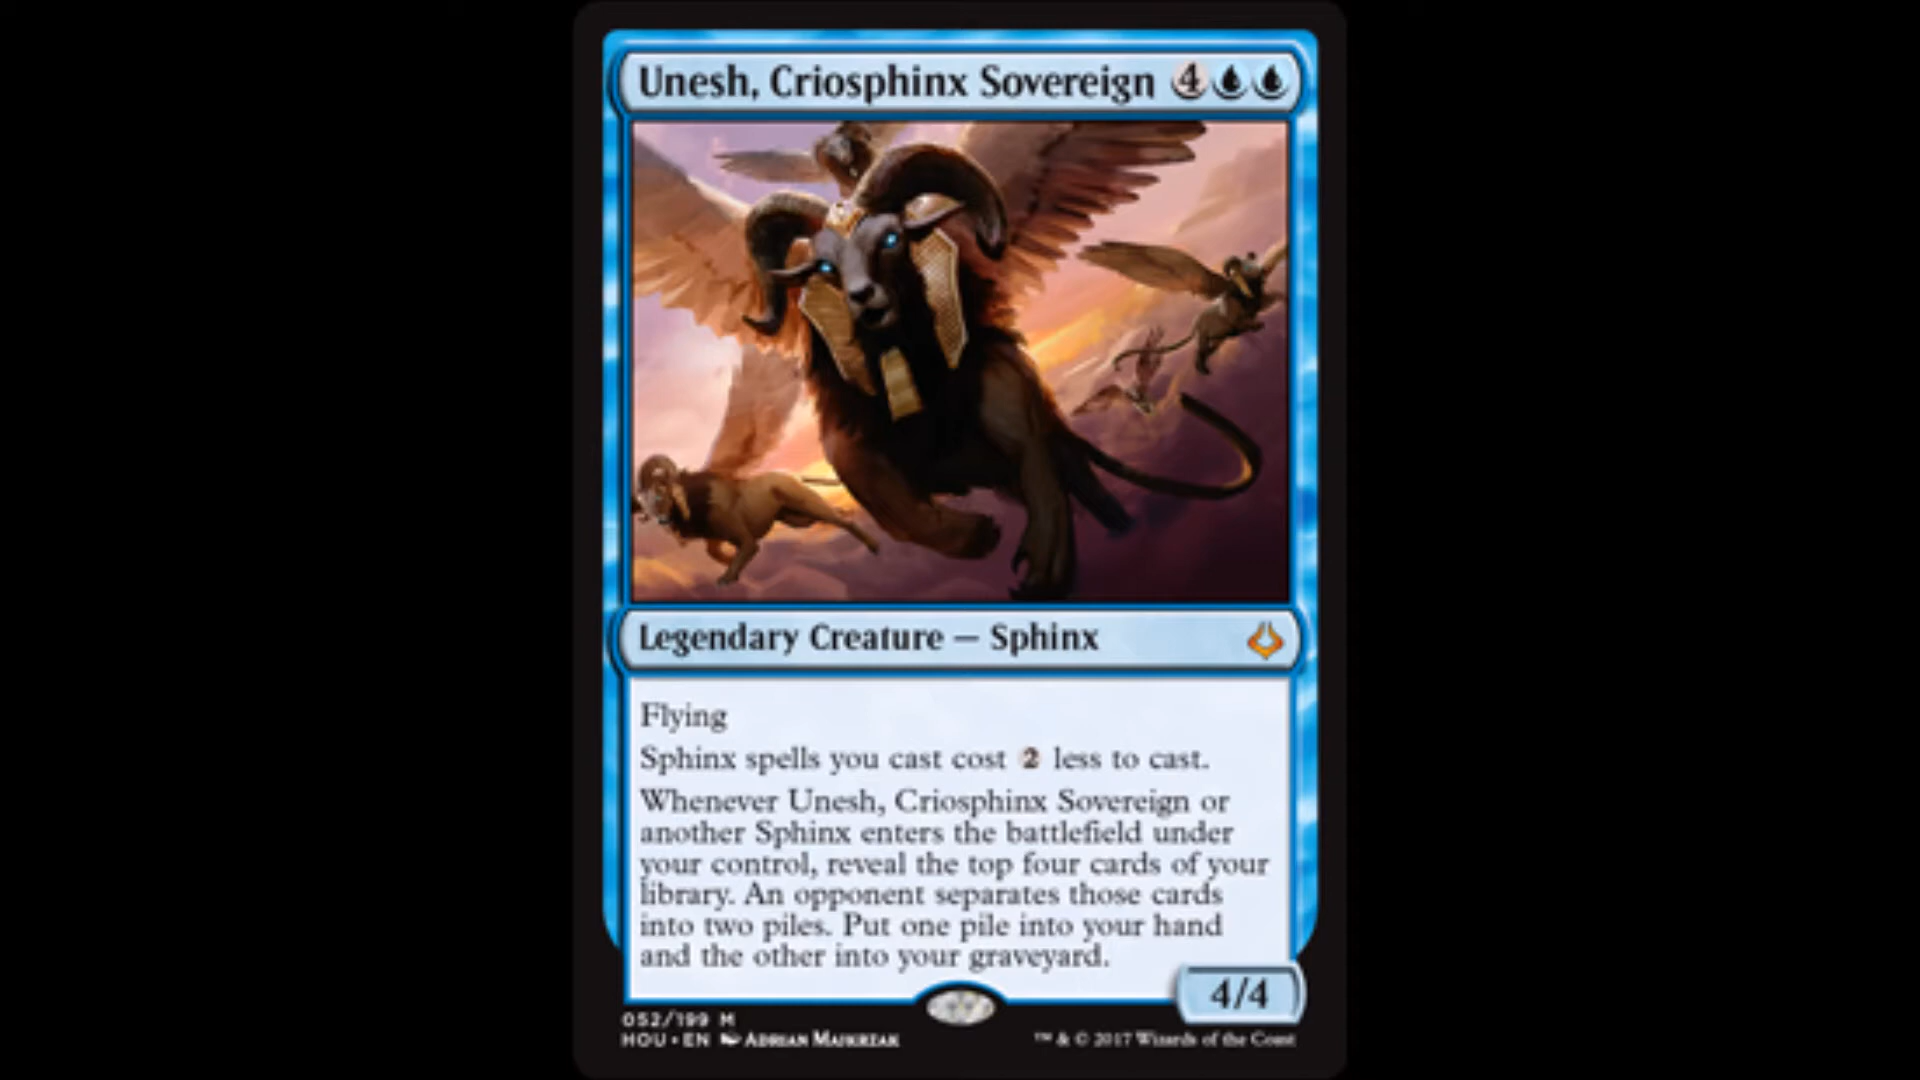 Unesh, Criosphinx Sovereign 4
Legendary Creature — Sphinx
Flying
Sphinx spells you cast cost 2 less to cast.
Whenever Unesh, Criosphinx Sovereign or
another Sphinx enters the battlefield under
your control, reveal the top four cards of your
library. An opponent separates those cards
into two piles. Put one pile into your hand
and the other into your graveyard.
4/4
052/199 M
HOU • EN Adrian Majkrzak
™ & © 2017 Wizards of the Coast